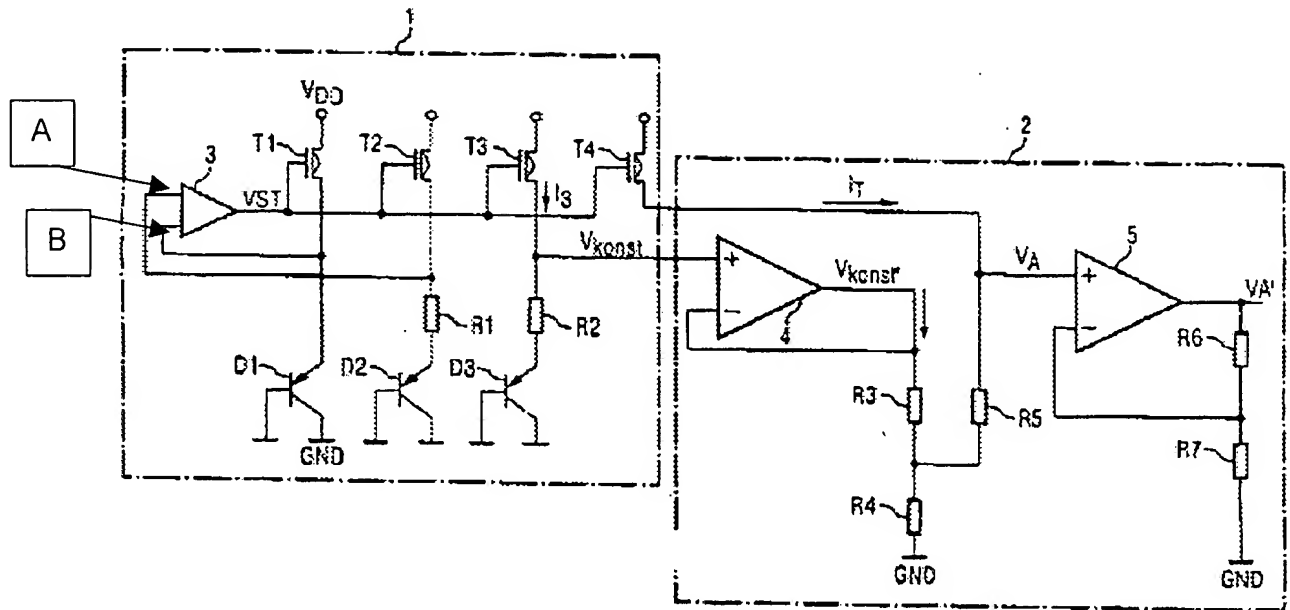 1
VDD
A
T1
T2
T3
T4
2
3
VST
I3
IT
B
Vkonst
VA
5
Vkonst'
VA'
+
+
-
-
4
R6
R1
R2
D1
D2
D3
R3
R5
R7
GND
R4
GND
GND